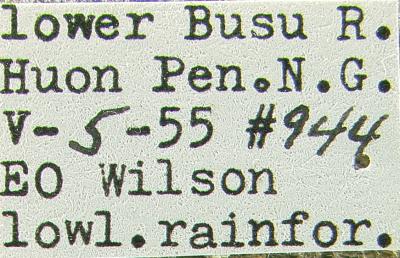 lower Busu R.
Huon Pen.N.G.
V-5-55 #944
EO Wilson
lowl.rainfor.